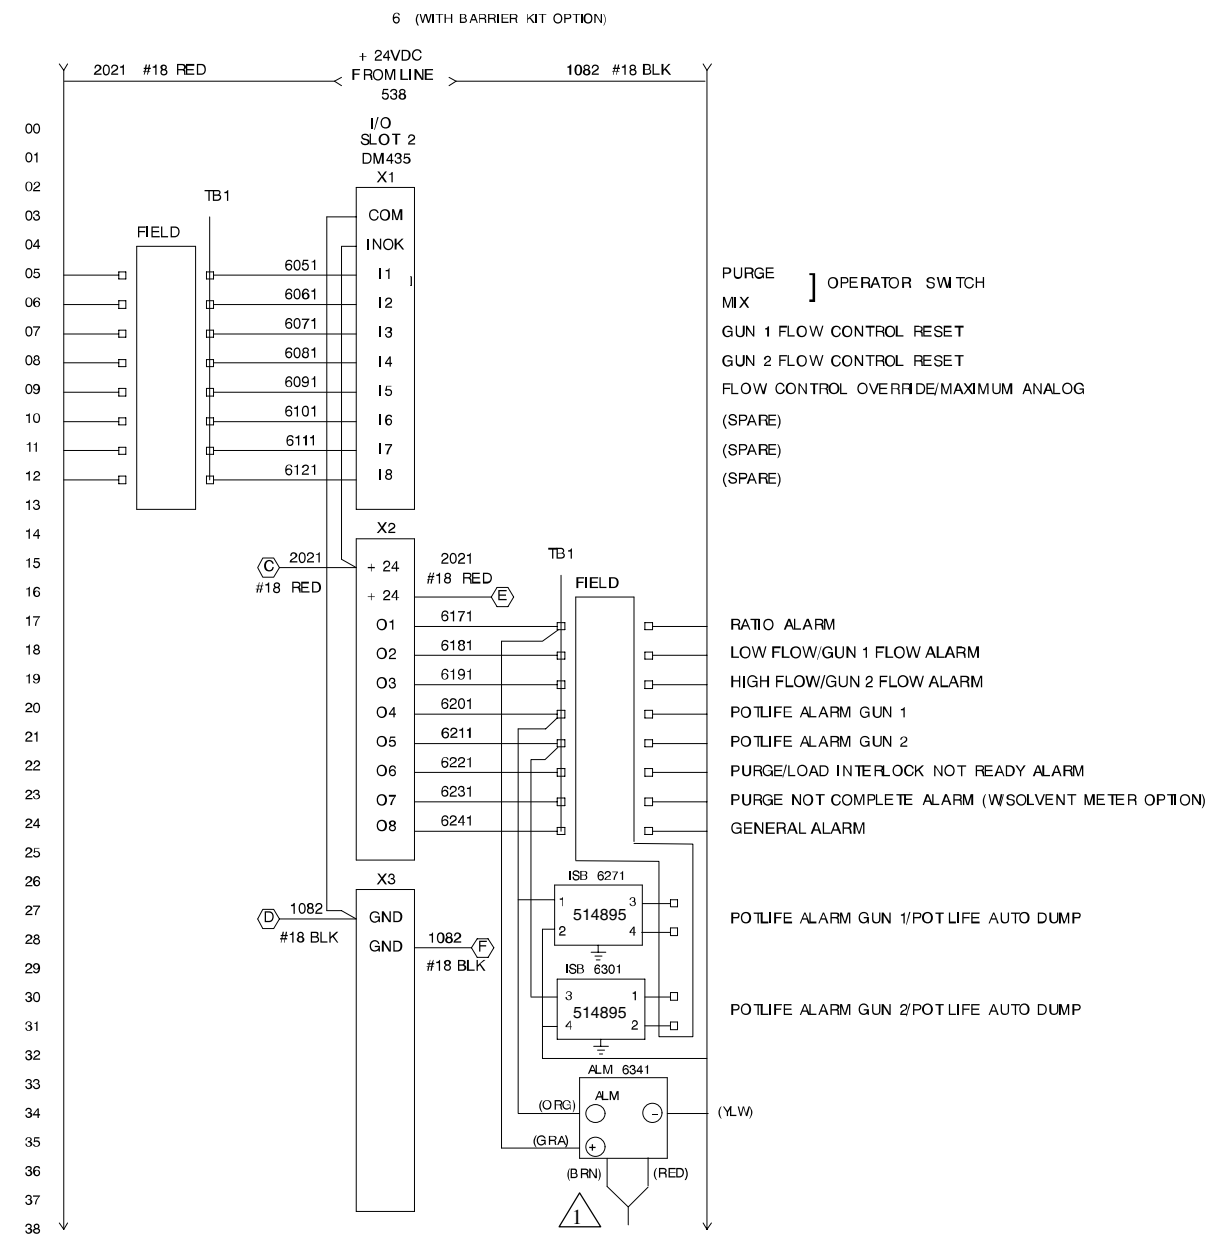 6 (WITH BARRIER KIT OPTION)
2021 #18 RED
+ 24VDC
FROM LINE
538
1082 #18 BLK
00
I/O
SLOT 2
01
DM435
X1
02
TB1
03
COM
FIELD
04
INOK
05
6051
I1
I
PURGE
] OPERATOR SWITCH
06
6061
I2
MIX
07
6071
I3
GUN 1 FLOW CONTROL RESET
08
6081
I4
GUN 2 FLOW CONTROL RESET
09
6091
I5
FLOW CONTROL OVERRIDE/MAXIMUM ANALOG
10
6101
I6
(SPARE)
11
6111
I7
(SPARE)
12
6121
I8
(SPARE)
13
14
X2
15
C
2021
#18 RED
+ 24
2021
#18 RED
TB1
FIELD
16
+ 24
E
17
O1
6171
RATIO ALARM
18
O2
6181
LOW FLOW/GUN 1 FLOW ALARM
19
O3
6191
HIGH FLOW/GUN 2 FLOW ALARM
20
O4
6201
POTLIFE ALARM GUN 1
21
O5
6211
POTLIFE ALARM GUN 2
22
O6
6221
PURGE/LOAD INTERLOCK NOT READY ALARM
23
O7
6231
PURGE NOT COMPLETE ALARM (W/SOLVENT METER OPTION)
24
O8
6241
GENERAL ALARM
25
26
X3
ISB 6271
27
D
1082
#18 BLK
GND
1
3
514895
POTLIFE ALARM GUN 1/POT LIFE AUTO DUMP
28
GND
1082
F
#18 BLK
2
4
29
ISB 6301
30
3
1
514895
POTLIFE ALARM GUN 2/POT LIFE AUTO DUMP
31
4
2
32
ALM 6341
33
ALM
34
(ORG)
-
(YLW)
35
(GRA)
+
36
(BRN)
(RED)
37
1
38